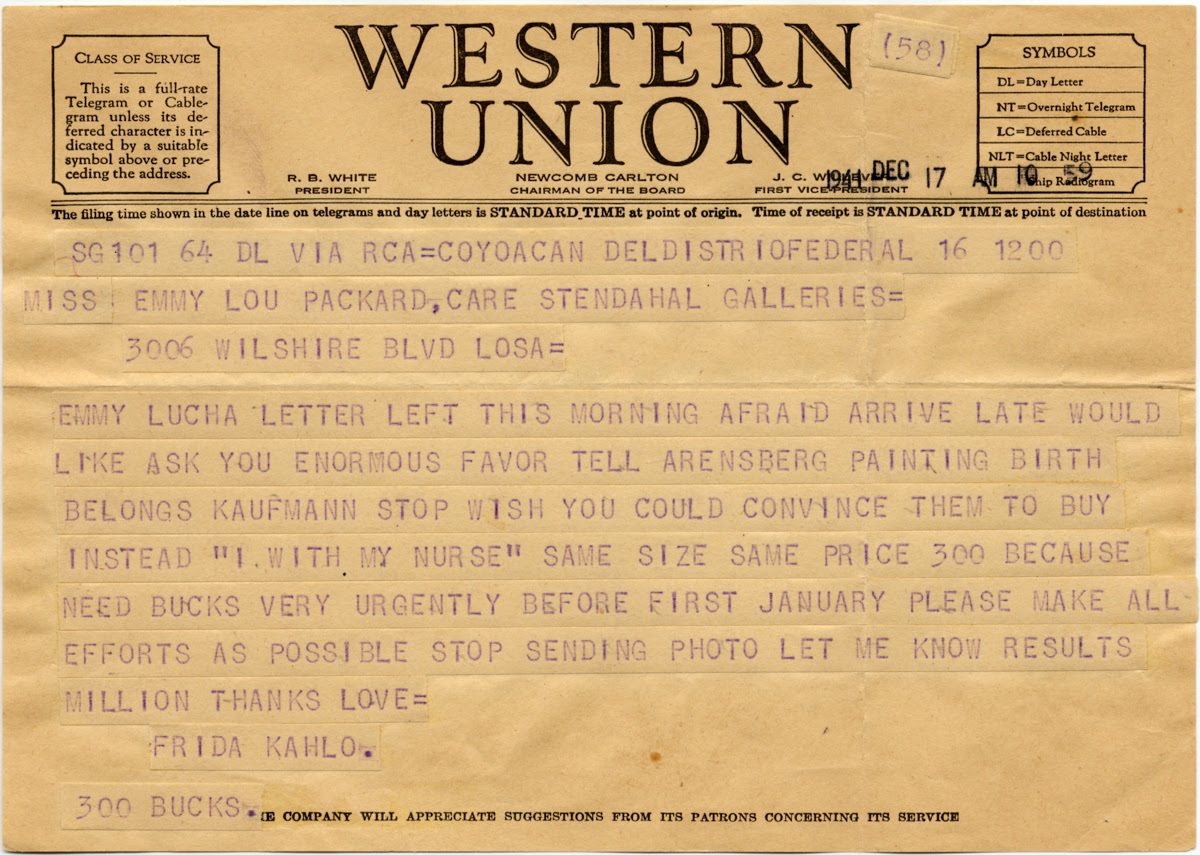 CLASS OF SERVICE
This is a full-rate
Telegram or Cable-
gram unless its de-
ferred character is in-
dicated by a suitable
symbol above or pre-
ceding the address.
WESTERN
UNION
(58)
SYMBOLS
DL=Day Letter
NT=Overnight Telegram
LC=Deferred Cable
NLT=Cable Night Letter
Ship Radiogram
R. B. WHITE
PRESIDENT
NEWCOMB CARLTON
CHAIRMAN OF THE BOARD
J. C.
FIRST VICE-PRESIDENT
1941 DEC 17 AM 10 59
The filing time shown in the date line on telegrams and day letters is STANDARD TIME at point of origin. Time of receipt is STANDARD TIME at point of destination
SG101 64 DL VIA RCA=COYOACAN DELDISTRIOFEDERAL 16 1200
MISS EMMY LOU PACKARD, CARE STENDAHAL GALLERIES=
3006 WILSHIRE BLVD LOSA=
EMMY LUCHA LETTER LEFT THIS MORNING AFRAID ARRIVE LATE WOULD
LIKE ASK YOU ENORMOUS FAVOR TELL ARENSBERG PAINTING BIRTH
BELONGS KAUFMANN STOP WISH YOU COULD CONVINCE THEM TO BUY
INSTEAD "I. WITH MY NURSE" SAME SIZE SAME PRICE 300 BECAUSE
NEED BUCKS VERY URGENTLY BEFORE FIRST JANUARY PLEASE MAKE ALL
EFFORTS AS POSSIBLE STOP SENDING PHOTO LET ME KNOW RESULTS
MILLION THANKS LOVE=
FRIDA KAHLO.
300 BUCKS.
COMPANY WILL APPRECIATE SUGGESTIONS FROM ITS PATRONS CONCERNING ITS SERVICE